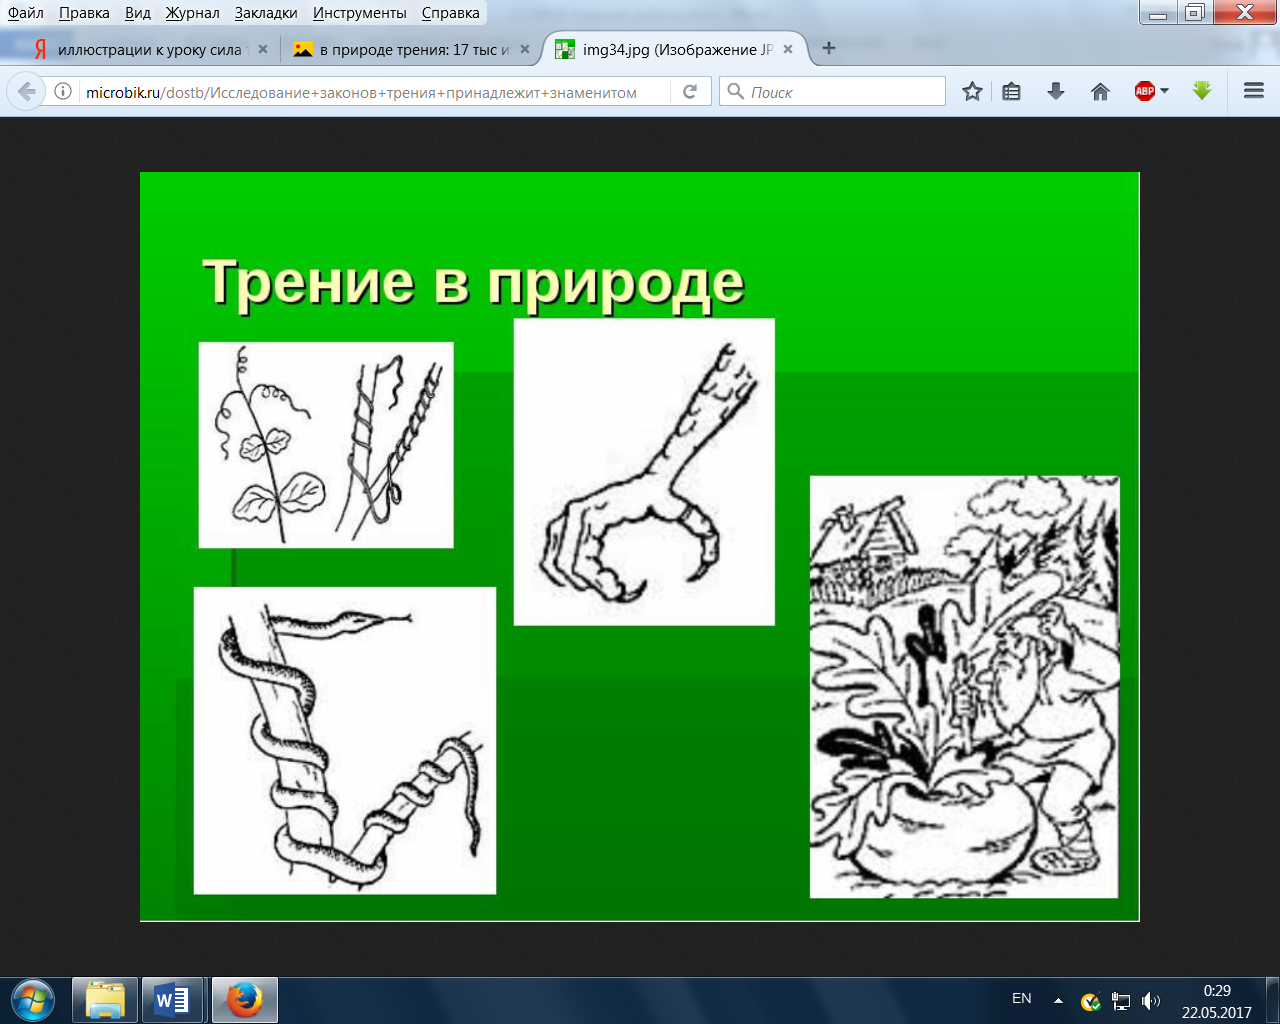 Файл Правка Вид Журнал Закладки Инструменты Справка
иллюстрации к уроку сила
в природе трения: 17 тыс
img34.jpg (Изображение JP
microbik.ru/dostb/Исследование+законов+трения+принадлежит+знаменитом
Поиск
ABP
Трение в природе
EN
0:29
22.05.2017